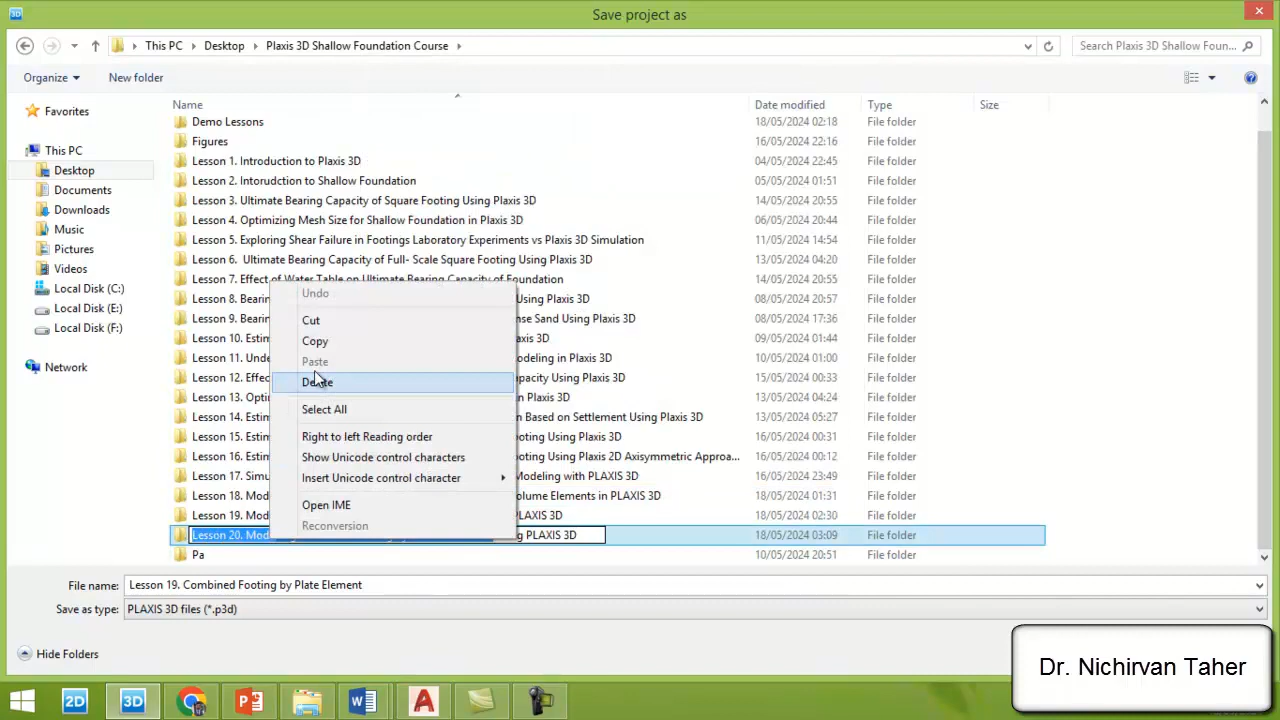 3D
Save project as
This PC
Desktop
Plaxis 3D Shallow Foundation Course
Search Plaxis 3D Shallow Foun...
Organize
New folder
Name
Date modified
Type
Size
Favorites
This PC
Desktop
Documents
Downloads
Music
Pictures
Videos
Local Disk (C:)
Local Disk (E:)
Local Disk (F:)
Network
Demo Lessons 18/05/2024 02:18 File folder
Figures 16/05/2024 22:16 File folder
Lesson 1. Introduction to Plaxis 3D 04/05/2024 22:45 File folder
Lesson 2. Inturoduction to Shallow Foundation 05/05/2024 01:51 File folder
Lesson 3. Ultimate Bearing Capacity of Square Footing Using Plaxis 3D 14/05/2024 20:55 File folder
Lesson 4. Optimizing Mesh Size for Shallow Foundation in Plaxis 3D 06/05/2024 20:44 File folder
Lesson 5. Exploring Shear Failure in Footings Laboratory Experiments vs Plaxis 3D Simulation 11/05/2024 14:54 File folder
Lesson 6. Ultimate Bearing Capacity of Full- Scale Square Footing Using Plaxis 3D 13/05/2024 04:20 File folder
Lesson 7. Effect of Water Table on Ultimate Bearing Capacity of Foundation 14/05/2024 20:55 File folder
Lesson 8. Bearin Using Plaxis 3D 08/05/2024 20:57 File folder
Lesson 9. Bearin nse Sand Using Plaxis 3D 08/05/2024 17:36 File folder
Lesson 10. Estim axis 3D 09/05/2024 01:00 File folder
Lesson 11. Unde odeling in Plaxis 3D 10/05/2024 01:00 File folder
Lesson 12. Effec pacity Using Plaxis 3D 15/05/2024 00:33 File folder
Lesson 13. Opti n Plaxis 3D 13/05/2024 04:24 File folder
Lesson 14. Estim n Based on Settlement Using Plaxis 3D 13/05/2024 05:27 File folder
Lesson 15. Estim oting Using Plaxis 3D 16/05/2024 00:31 File folder
Lesson 16. Estim oting Using Plaxis 2D Axisymmetric Approa... 16/05/2024 00:12 File folder
Lesson 17. Simu Modeling with PLAXIS 3D 16/05/2024 23:49 File folder
Lesson 18. Mod olume Elements in PLAXIS 3D 18/05/2024 01:31 File folder
Lesson 19. Mod PLAXIS 3D 18/05/2024 02:30 File folder
Lesson 20. Mod g PLAXIS 3D 18/05/2024 03:09 File folder
Pa 10/05/2024 20:51 File folder
Undo
Cut
Copy
Paste
Delete
Select All
Right to left Reading order
Show Unicode control characters
Insert Unicode control character
Open IME
Reconversion
File name: Lesson 19. Combined Footing by Plate Element
Save as type: PLAXIS 3D files (*.p3d)
Hide Folders
Dr. Nichirvan Taher
2D
3D